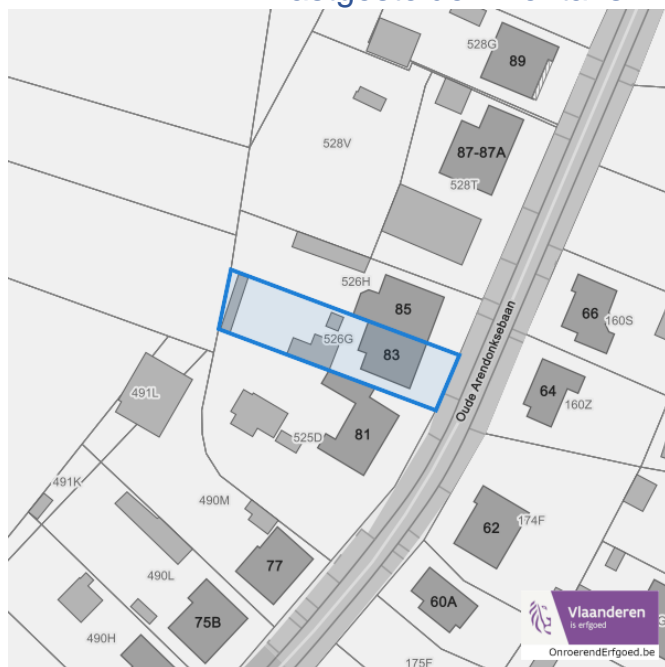 528G
89
528V
87-87A
528T
526H
85
66
160S
526G
83
Oude Arendonksebaan
64
491L
160Z
81
525D
491K
490M
62
174F
77
490L
60A
75B
Vlaanderen
is erfgoed
490H
OnroerendErfgoed.be
175F